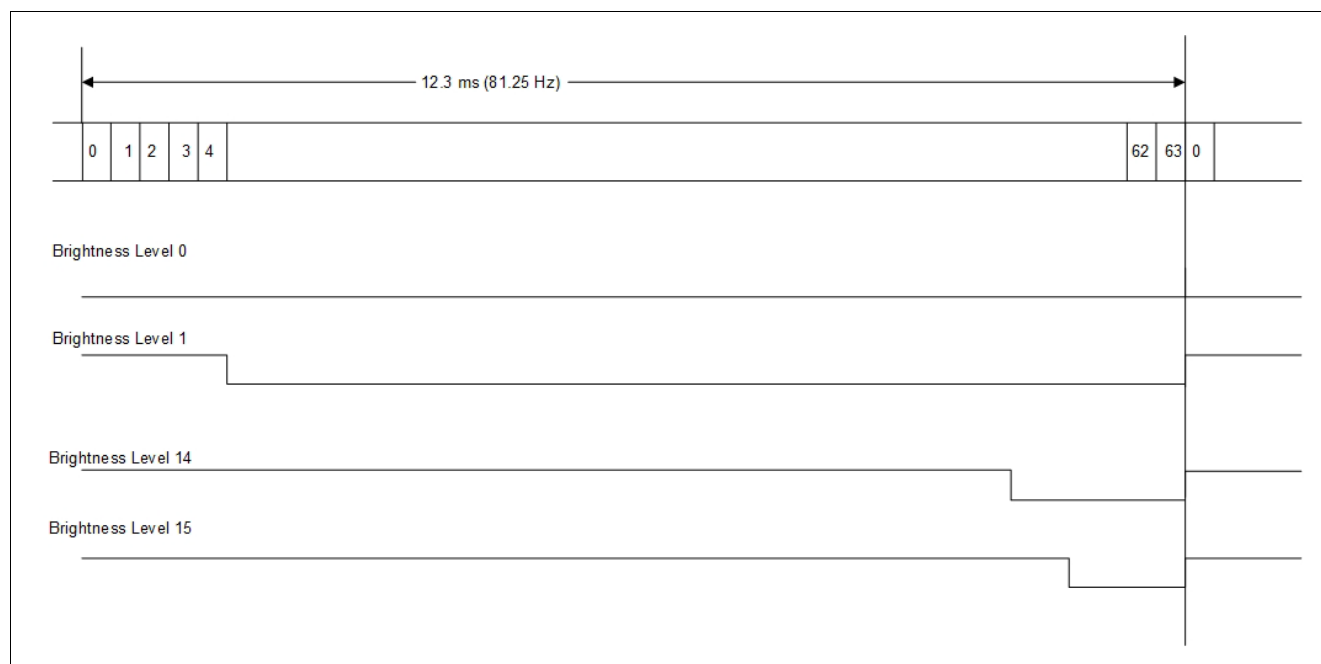 12.3 ms (81.25 Hz)
0 1 2 3 4 62 63 0
Brightness Level 0
Brightness Level 1
Brightness Level 14
Brightness Level 15